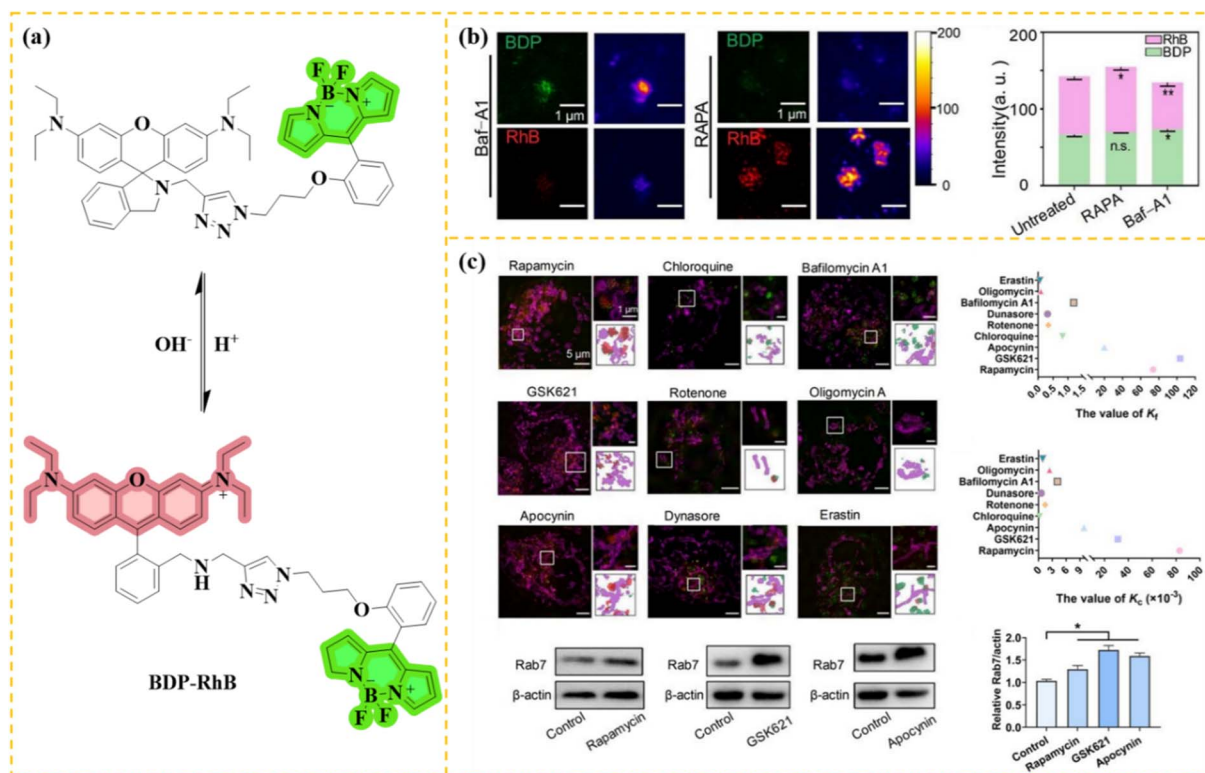 (a)
F
F
B
N
N
+
-
N
O
N
N
N
N
N
O
OH-
H+
N
O
N
+
N
H
N
N
N
O
N
N
B
F
F
-
+
BDP-RhB
(b)
Baf-A1
BDP
1 μm
RhB
RAPA
BDP
1 μm
RhB
200
0
Intensity(a. u.)
200
100
0
RhB
BDP
*
n.s.
**
*
Untreated
RAPA
Baf-A1
(c)
Rapamycin
1 μm
5 μm
Chloroquine
Bafilomycin A1
GSK621
Rotenone
Oligomycin A
Apocynin
Dynasore
Erastin
Erastin
Oligomycin
Bafilomycin A1
Dunasore
Rotenone
Chloroquine
Apocynin
GSK621
Rapamycin
0.0 0.5 1.0 1.5 20 40 60 80 100 120
The value of Kf
Erastin
Oligomycin
Bafilomycin A1
Dunasore
Rotenone
Chloroquine
Apocynin
GSK621
Rapamycin
0 3 6 9 20 40 60 80 100
The value of Kc (×10-3)
Rab7
β-actin
Control
Rapamycin
Rab7
β-actin
Control
GSK621
Rab7
β-actin
Control
Apocynin
Relative Rab7/actin
2.0
1.5
1.0
0.5
0.0
*
Control
Rapamycin
GSK621
Apocynin